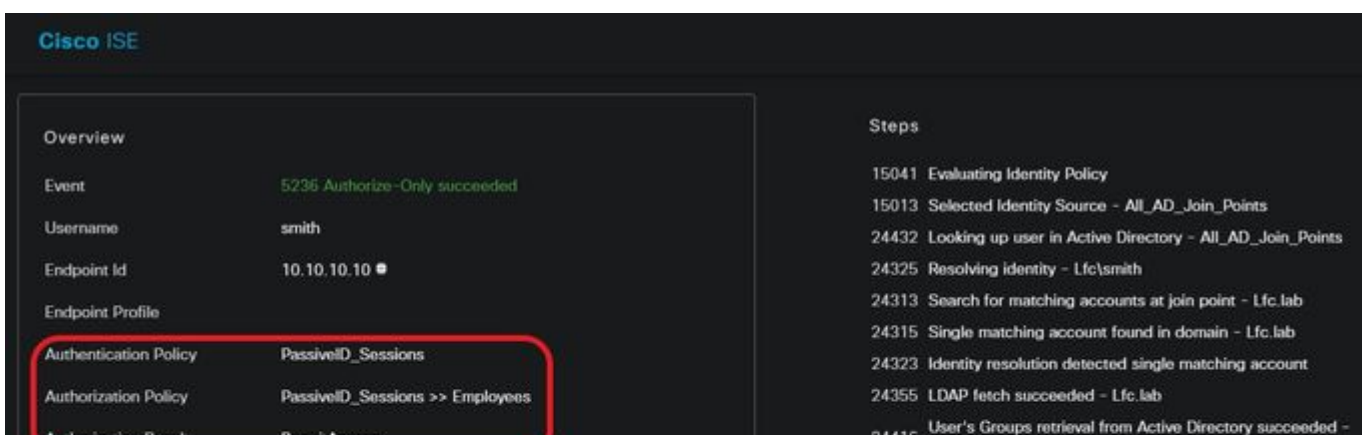 Cisco ISE
Overview
Event 5236 Authorize-Only succeeded
Username smith
Endpoint Id 10.10.10.10
Endpoint Profile
Authentication Policy PassiveID_Sessions
Authorization Policy PassiveID_Sessions >> Employees
Steps
15041 Evaluating Identity Policy
15013 Selected Identity Source - All_AD_Join_Points
24432 Looking up user in Active Directory - All_AD_Join_Points
24325 Resolving identity - Lfc\smith
24313 Search for matching accounts at join point - Lfc.lab
24315 Single matching account found in domain - Lfc.lab
24323 Identity resolution detected single matching account
24355 LDAP fetch succeeded - Lfc.lab
User's Groups retrieval from Active Directory succeeded -